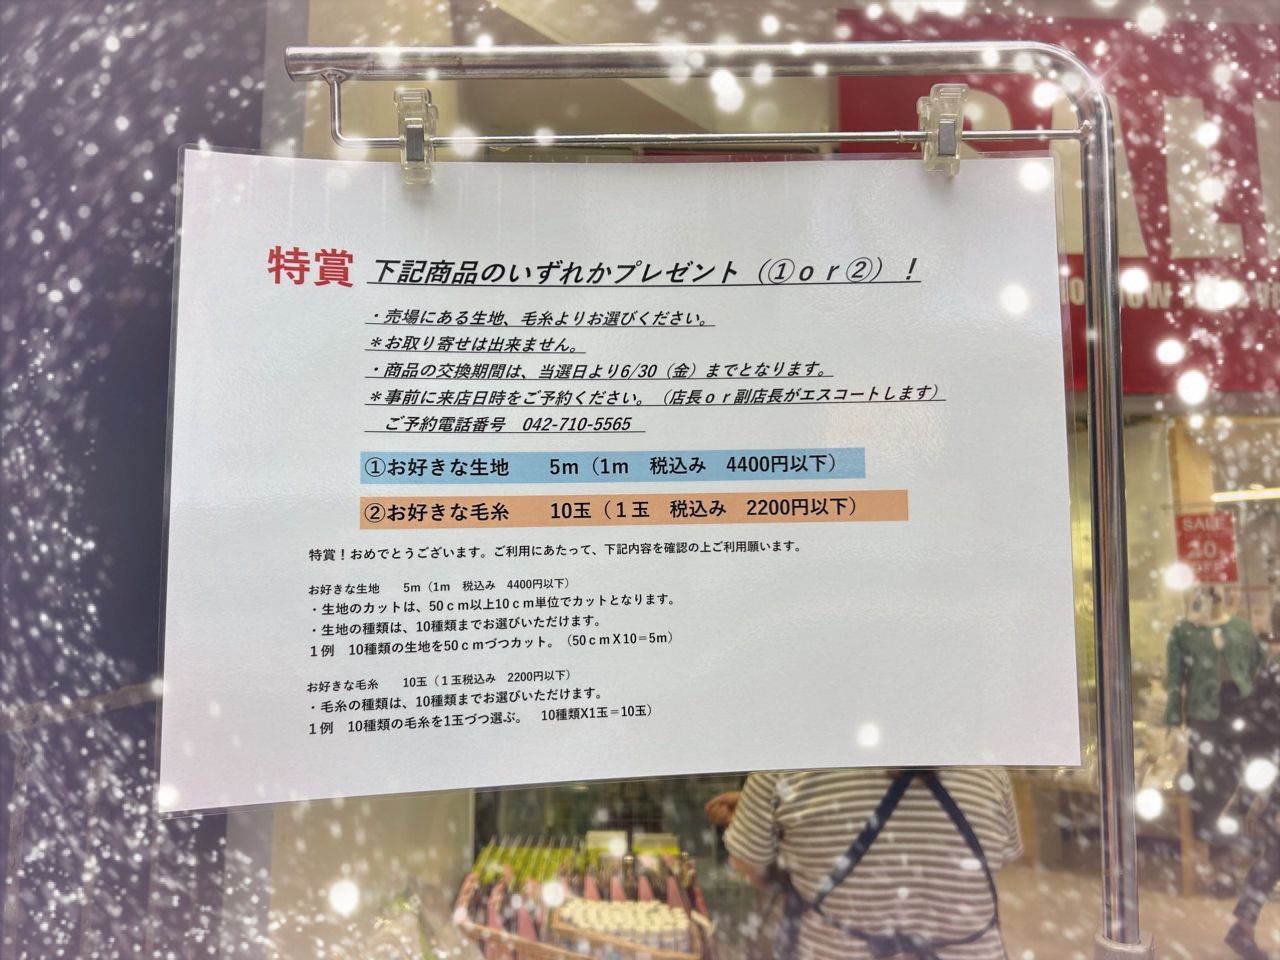 特賞 下記商品のいずれかプレゼント（①ｏｒ②）！
・売場にある生地、毛糸よりお選びください。
＊お取り寄せは出来ません。
・商品の交換期間は、当選日より6/30（金）までとなります。
＊事前に来店日時をご予約ください。（店長ｏｒ副店長がエスコートします）
ご予約電話番号　042-710-5565
①お好きな生地　　5m（1m　税込み　4400円以下）
②お好きな毛糸　　10玉（１玉　税込み　2200円以下）
特賞！おめでとうございます。ご利用にあたって、下記内容を確認の上ご利用願います。
お好きな生地　　5m（1m　税込み　4400円以下）
・生地のカットは、50ｃｍ以上10ｃｍ単位でカットとなります。
・生地の種類は、10種類までお選びいただけます。
１例　10種類の生地を50ｃｍづつカット。（50ｃｍX10＝5m）
お好きな毛糸　　10玉（１玉税込み　2200円以下）
・毛糸の種類は、10種類までお選びいただけます。
１例　10種類の毛糸を1玉づつ選ぶ。　10種類X1玉＝10玉）
SALE
10